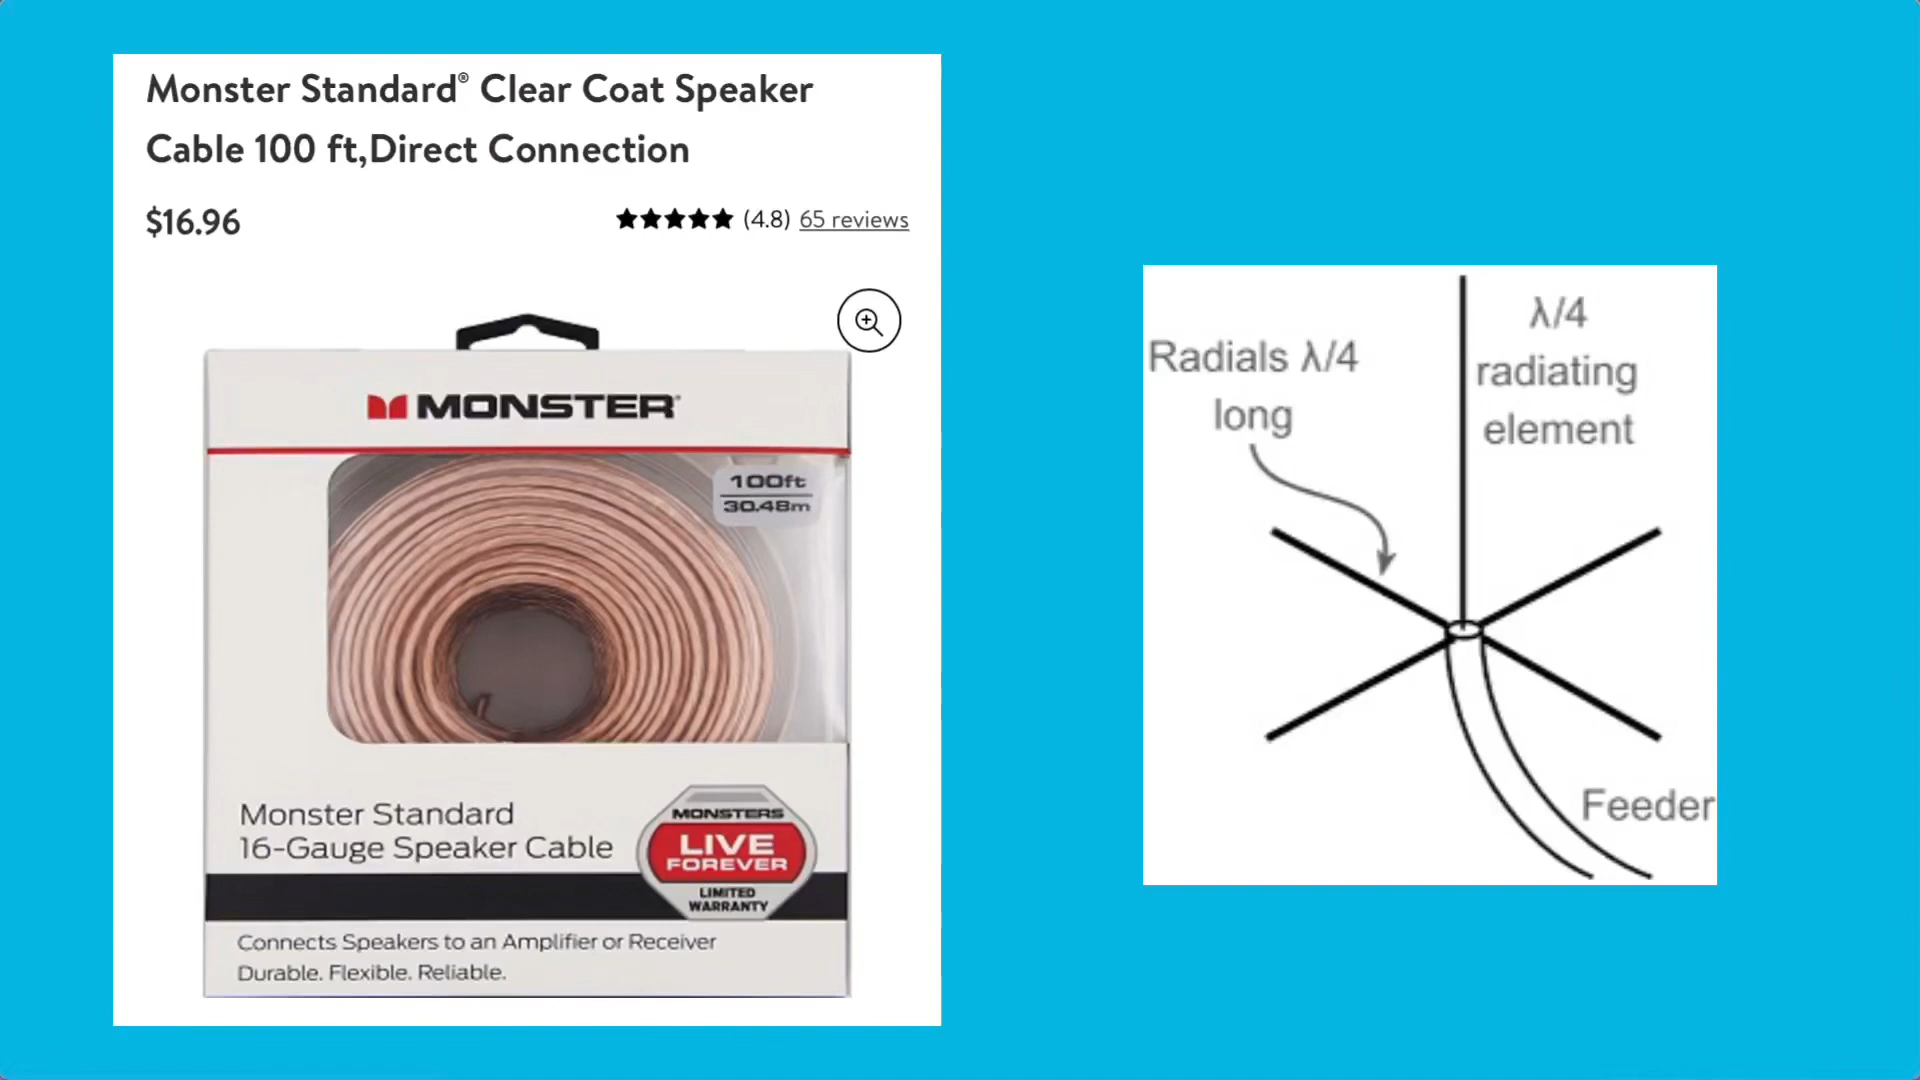 Monster Standard® Clear Coat Speaker
Cable 100 ft,Direct Connection
$16.96
(4.8) 65 reviews
MONSTER
100ft
30.48m
Monster Standard
16-Gauge Speaker Cable
MONSTERS
LIVE
FOREVER
LIMITED
WARRANTY
Connects Speakers to an Amplifier or Receiver
Durable. Flexible. Reliable.
λ/4
radiating
element
Radials λ/4
long
Feeder